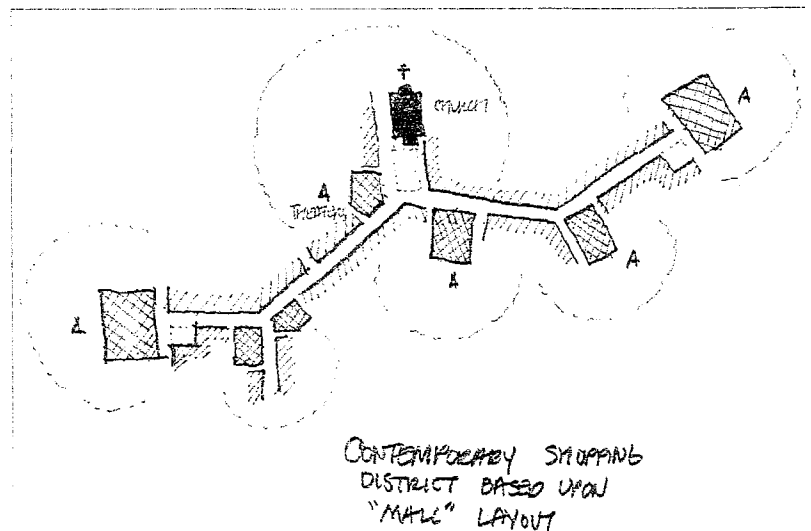 CHURCH
A
A
THEATER
A
A
A
CONTEMPORARY SHOPPING
DISTRICT BASED UPON
"MALL" LAYOUT